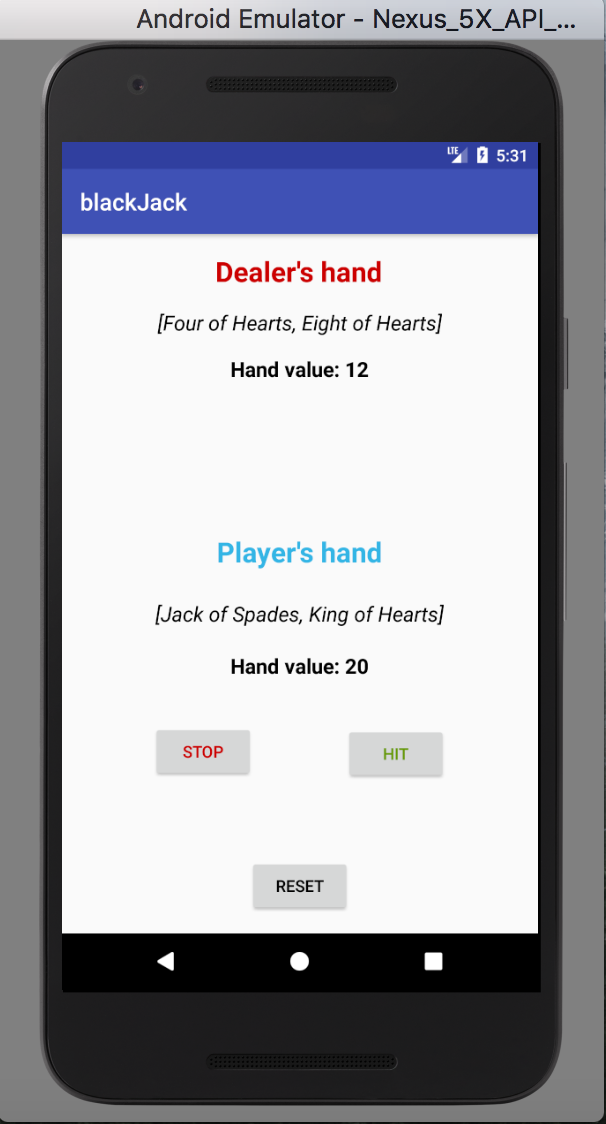 Android Emulator - Nexus_5X_API_...
LTE 5:31
blackJack
Dealer's hand
[Four of Hearts, Eight of Hearts]
Hand value: 12
Player's hand
[Jack of Spades, King of Hearts]
Hand value: 20
STOP HIT
RESET